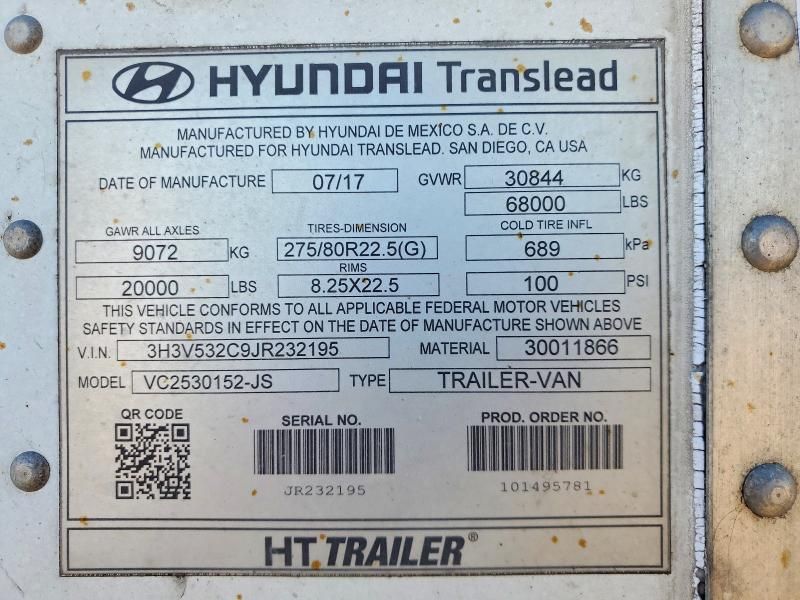 HYUNDAI Translead
MANUFACTURED BY HYUNDAI DE MEXICO S.A. DE C.V.
MANUFACTURED FOR HYUNDAI TRANSLEAD. SAN DIEGO, CA USA
DATE OF MANUFACTURE 07/17 GVWR 30844 KG
68000 LBS
GAWR ALL AXLES TIRES-DIMENSION COLD TIRE INFL
9072 KG 275/80R22.5(G) 689 kPa
RIMS
20000 LBS 8.25X22.5 100 PSI
THIS VEHICLE CONFORMS TO ALL APPLICABLE FEDERAL MOTOR VEHICLES
SAFETY STANDARDS IN EFFECT ON THE DATE OF MANUFACTURE SHOWN ABOVE
V.I.N. 3H3V532C9JR232195 MATERIAL 30011866
MODEL VC2530152-JS TYPE TRAILER-VAN
QR CODE SERIAL NO. PROD. ORDER NO.
JR232195 101495781
HT TRAILER®